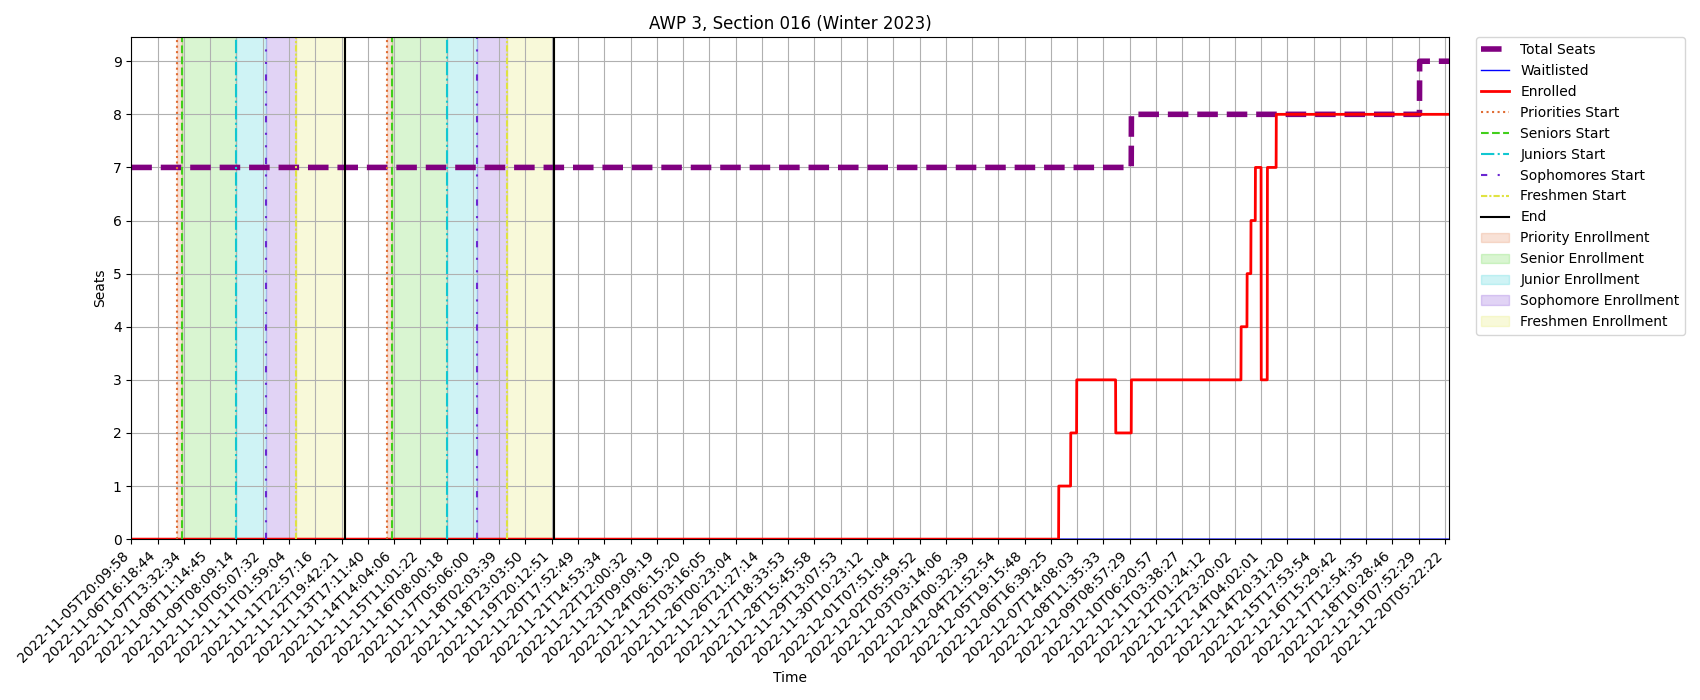 AWP 3, Section 016 (Winter 2023)
Seats
9
8
7
6
5
4
3
2
1
0
2022-11-05T20:09:58
2022-11-06T16:18:44
2022-11-07T13:32:34
2022-11-08T11:14:45
2022-11-09T08:09:14
2022-11-10T05:07:32
2022-11-11T01:59:04
2022-11-11T22:57:16
2022-11-12T19:42:21
2022-11-13T17:11:40
2022-11-14T14:04:06
2022-11-15T11:01:22
2022-11-16T08:00:18
2022-11-17T05:06:00
2022-11-18T02:03:39
2022-11-18T23:03:50
2022-11-19T20:12:51
2022-11-20T17:52:49
2022-11-21T14:53:34
2022-11-22T12:00:32
2022-11-23T09:09:19
2022-11-24T06:15:20
2022-11-25T03:16:05
2022-11-26T00:23:04
2022-11-26T21:27:14
2022-11-27T18:33:53
2022-11-28T15:45:58
2022-11-29T13:07:53
2022-11-30T10:23:12
2022-12-01T07:51:04
2022-12-02T05:59:52
2022-12-03T03:14:06
2022-12-04T00:32:39
2022-12-04T21:52:54
2022-12-05T19:15:48
2022-12-06T16:39:25
2022-12-07T14:08:03
2022-12-08T11:35:33
2022-12-09T08:57:29
2022-12-10T06:20:57
2022-12-11T03:38:27
2022-12-12T01:24:12
2022-12-12T23:20:02
2022-12-14T04:02:01
2022-12-14T20:31:20
2022-12-15T17:53:54
2022-12-16T15:29:42
2022-12-17T12:54:35
2022-12-18T10:28:46
2022-12-19T07:52:29
2022-12-20T05:22:22
Time
Total Seats
Waitlisted
Enrolled
Priorities Start
Seniors Start
Juniors Start
Sophomores Start
Freshmen Start
End
Priority Enrollment
Senior Enrollment
Junior Enrollment
Sophomore Enrollment
Freshmen Enrollment